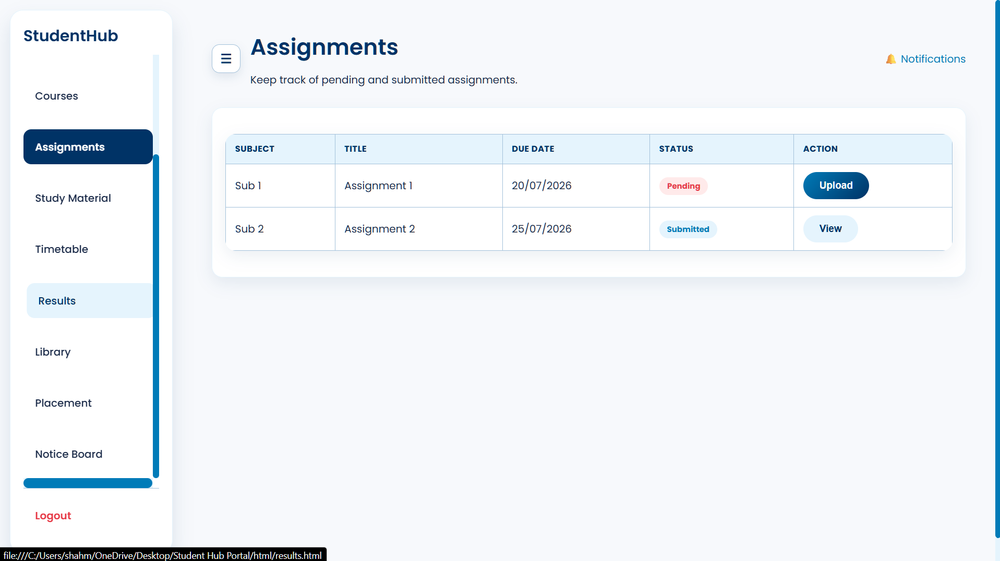 StudentHub
Courses
Assignments
Study Material
Timetable
Results
Library
Placement
Notice Board
Logout
☰
Assignments
Keep track of pending and submitted assignments.
🔔 Notifications
SUBJECT TITLE DUE DATE STATUS ACTION
Sub 1 Assignment 1 20/07/2026 Pending Upload
Sub 2 Assignment 2 25/07/2026 Submitted View
file:///C:/Users/shahm/OneDrive/Desktop/Student Hub Portal/html/results.html